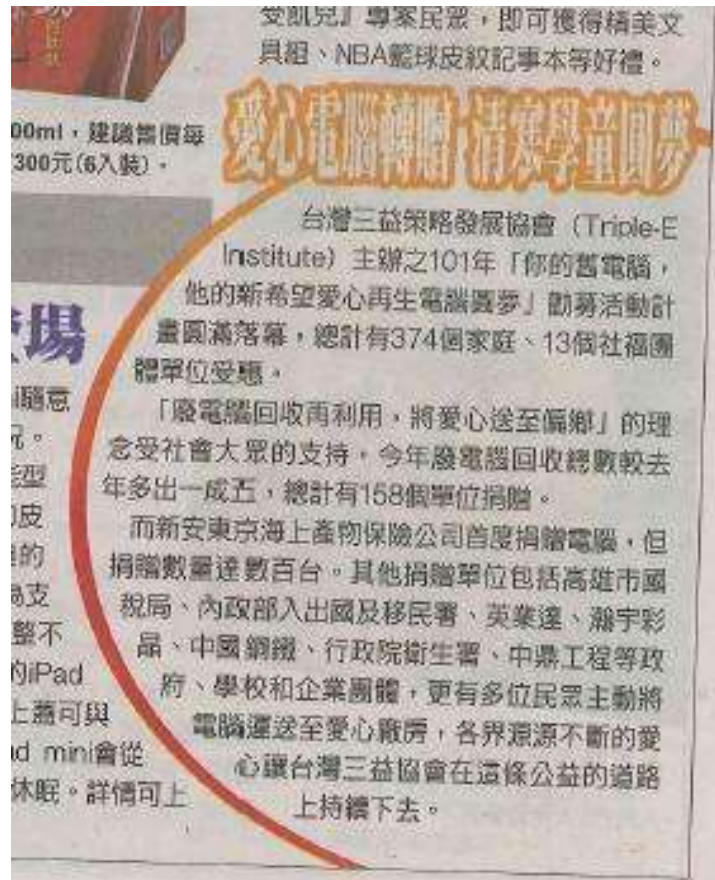 受飢兒』專案民眾，即可獲得精美文
具組、NBA籃球皮紋記事本等好禮。
00ml，建議售價每
300元(6入裝)。
愛心電腦轉贈 清寒學童圓夢
台灣三益策略發展協會（Triple-E
Institute）主辦之101年「你的舊電腦，
他的新希望愛心再生電腦圓夢」勸募活動計
畫圓滿落幕，總計有374個家庭、13個社福團
體單位受惠。
「廢電腦回收再利用，將愛心送至偏鄉」的理
念受社會大眾的支持。今年廢電腦回收總數較去
年多出一成五，總計有158個單位捐贈。
而新安東京海上產物保險公司首度捐贈電腦，但
捐贈數量達數百台。其他捐贈單位包括高雄市國
稅局、內政部入出國及移民署、英業達、瀚宇彩
晶、中國鋼鐵、行政院衛生署、中鼎工程等政
府、學校和企業團體，更有多位民眾主動將
電腦運送至愛心廠房，各界源源不斷的愛
心讓台灣三益協會在這條公益的道路
上持續下去。
場
隨意
況。
型
皮
的
支
整不
的iPad
上蓋可與
ad mini會從
休眠。詳情可上